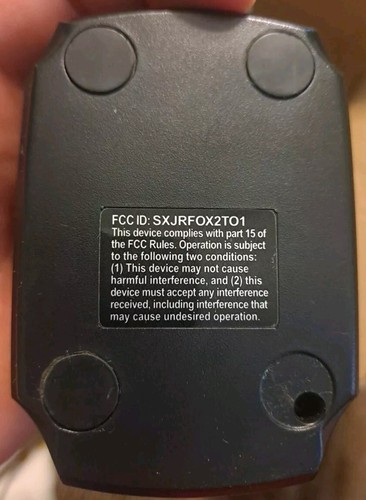 FCC ID: SXJRFOX2TO1
This device complies with part 15 of
the FCC Rules. Operation is subject
to the following two conditions:
(1) This device may not cause
harmful interference, and (2) this
device must accept any interference
received, including interference that
may cause undesired operation.